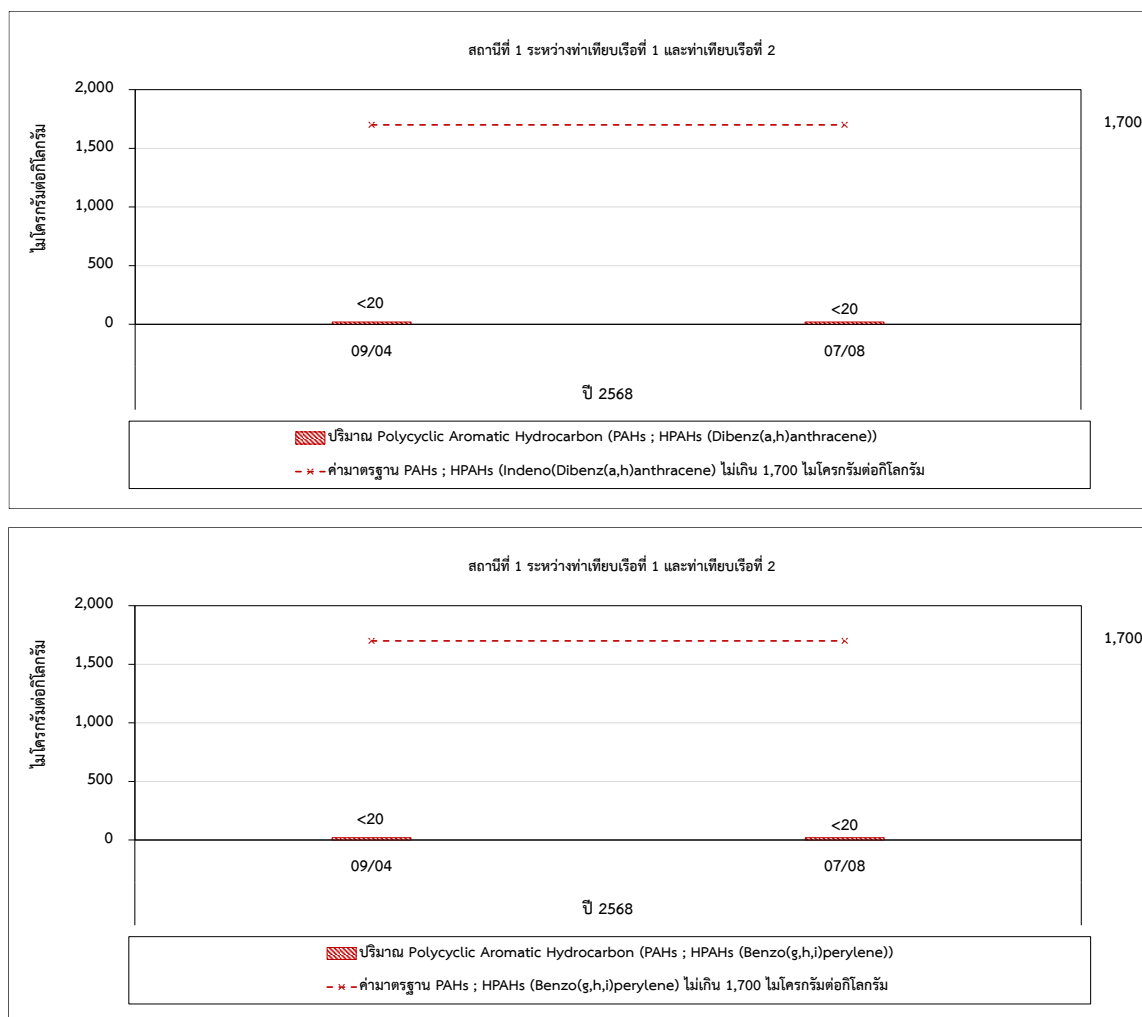 สถานีที่ 1 ระหว่างท่าเทียบเรือที่ 1 และท่าเทียบเรือที่ 2
ไมโครกรัมต่อกิโลกรัม
2,000
1,700
1,500
1,000
500
<20 <20
0
09/04 07/08
ปี 2568
ปริมาณ Polycyclic Aromatic Hydrocarbon (PAHs ; HPAHs (Dibenz(a,h)anthracene))
ค่ามาตรฐาน PAHs ; HPAHs (Indeno(Dibenz(a,h)anthracene) ไม่เกิน 1,700 ไมโครกรัมต่อกิโลกรัม
สถานีที่ 1 ระหว่างท่าเทียบเรือที่ 1 และท่าเทียบเรือที่ 2
ไมโครกรัมต่อกิโลกรัม
2,000
1,700
1,500
1,000
500
<20 <20
0
09/04 07/08
ปี 2568
ปริมาณ Polycyclic Aromatic Hydrocarbon (PAHs ; HPAHs (Benzo(g,h,i)perylene))
ค่ามาตรฐาน PAHs ; HPAHs (Benzo(g,h,i)perylene) ไม่เกิน 1,700 ไมโครกรัมต่อกิโลกรัม